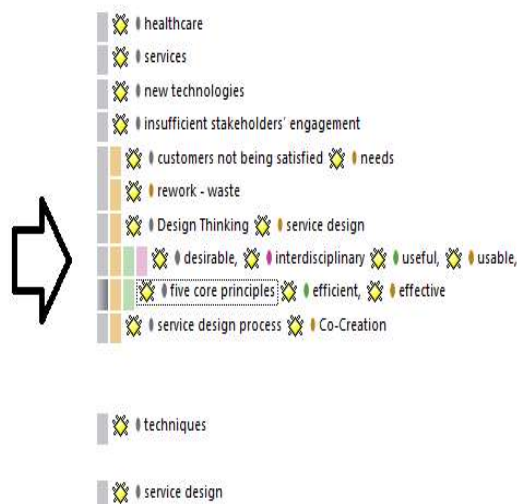 healthcare
services
new technologies
insufficient stakeholders' engagement
customers not being satisfied needs
rework - waste
Design Thinking service design
desirable, interdisciplinary useful, usable,
five core principles efficient, effective
service design process Co-Creation
techniques
service design